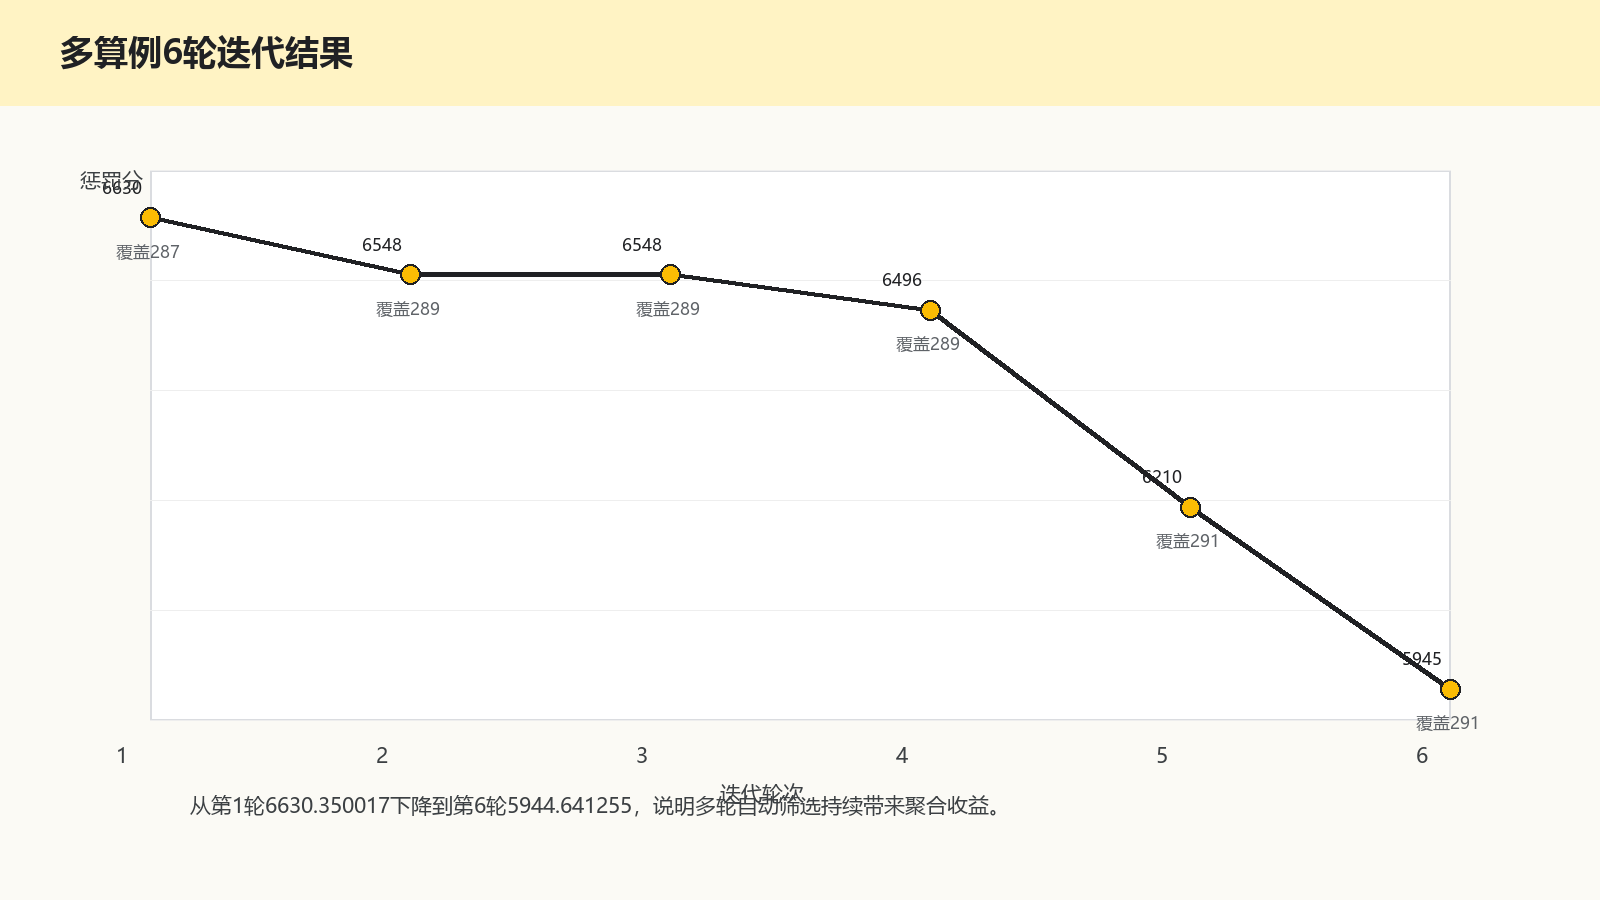 多算例6轮迭代结果
惩罚分
6630
覆盖287
6548
覆盖289
6548
覆盖289
6496
覆盖289
6210
覆盖291
5945
覆盖291
1 2 3 4 5 6
迭代轮次
从第1轮6630.350017下降到第6轮5944.641255，说明多轮自动筛选持续带来聚合收益。